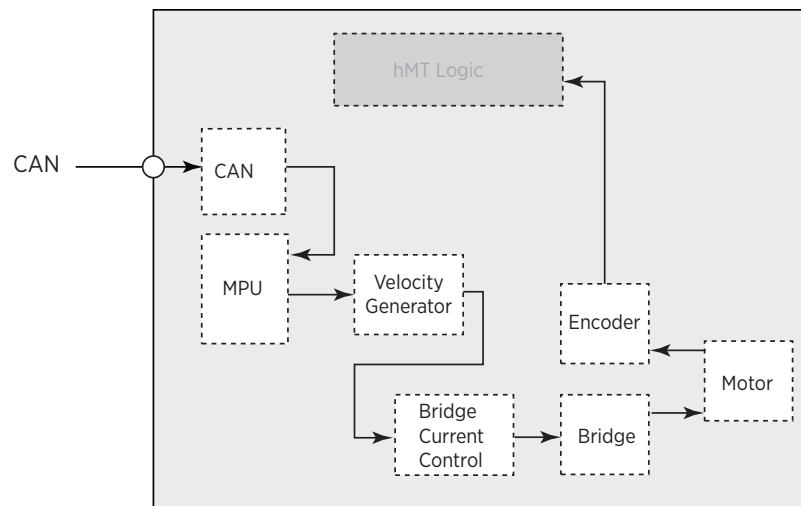 hMT Logic
CAN
CAN
MPU
Velocity
Generator
Encoder
Motor
Bridge
Current
Control
Bridge